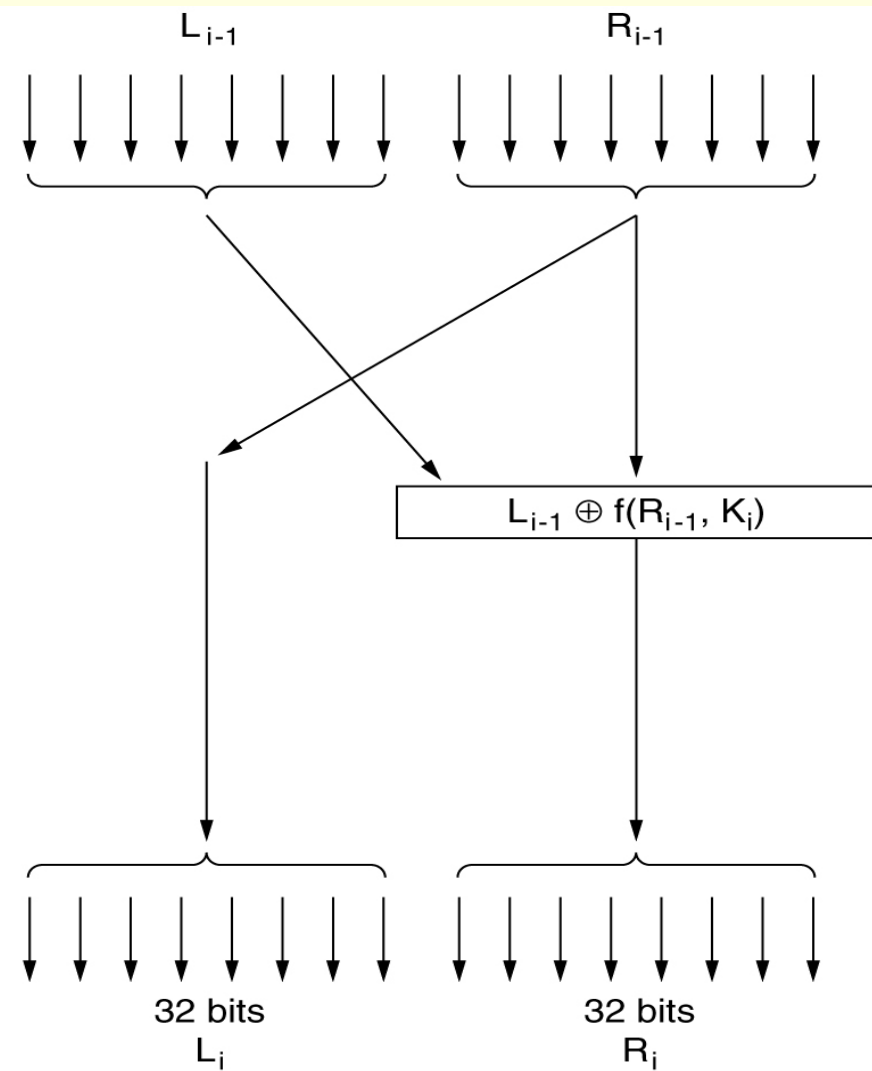 L i-1 R i-1
L i-1 ⊕ f(R i-1, K i)
32 bits 32 bits
L i R i